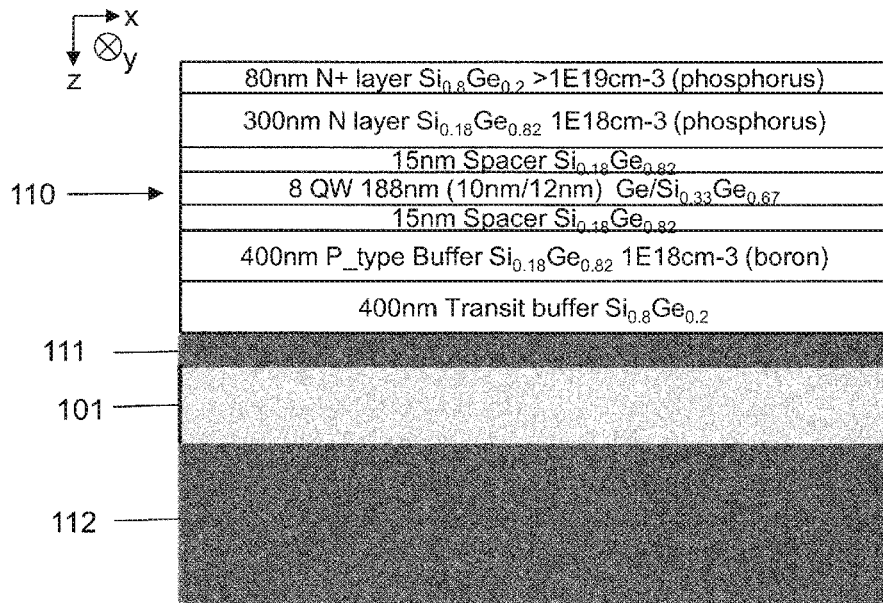 x
y
z
80nm N+ layer Si0.8Ge0.2 >1E19cm-3 (phosphorus)
300nm N layer Si0.18Ge0.82 1E18cm-3 (phosphorus)
15nm Spacer Si0.18Ge0.82
110
8 QW 188nm (10nm/12nm) Ge/Si0.33Ge0.67
15nm Spacer Si0.18Ge0.82
400nm P_type Buffer Si0.18Ge0.82 1E18cm-3 (boron)
400nm Transit buffer Si0.8Ge0.2
111
101
112